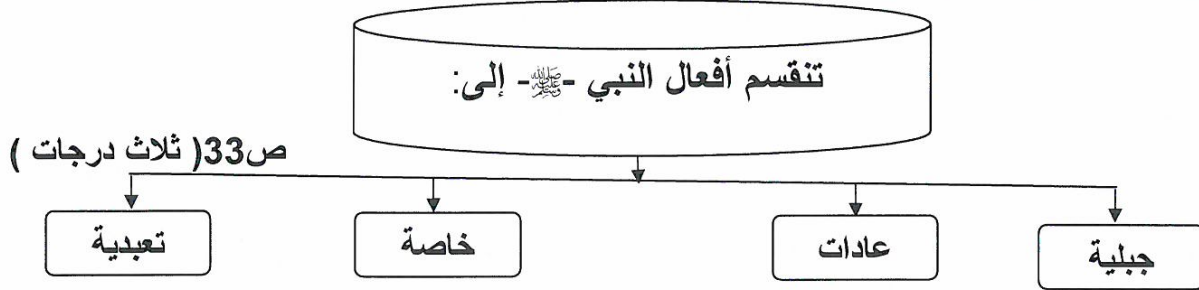 تنقسم أفعال النبي -ﷺ- إلى:
ص33( ثلاث درجات )
جبلية
عادات
خاصة
تعبدية